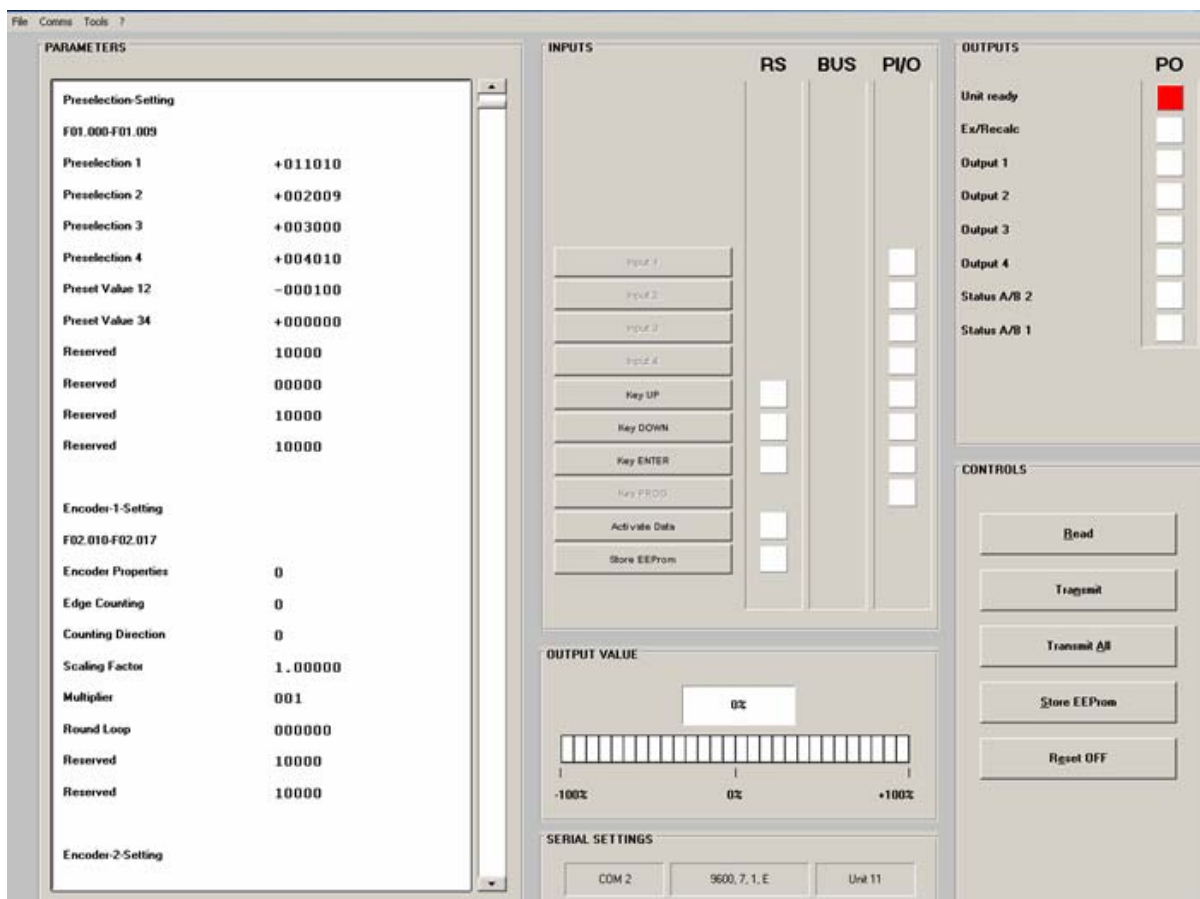 File Comms Tools ?
PARAMETERS
Preselection-Setting
F01.000-F01.009
Preselection 1 +011010
Preselection 2 +002009
Preselection 3 +003000
Preselection 4 +004010
Preset Value 12 -000100
Preset Value 34 +000000
Reserved 10000
Reserved 00000
Reserved 10000
Reserved 10000
Encoder-1-Setting
F02.010-F02.017
Encoder Properties 0
Edge Counting 0
Counting Direction 0
Scaling Factor 1.00000
Multiplier 001
Round Loop 000000
Reserved 10000
Reserved 10000
Encoder-2-Setting
INPUTS
RS BUS PI/O
Input 1
Input 2
Input 3
Input 4
Key UP
Key DOWN
Key ENTER
Key PROG
Activate Data
Store EEProm
OUTPUT VALUE
0%
-100% 0% +100%
SERIAL SETTINGS
COM 2 9600, 7, 1, E Unit 11
OUTPUTS
PO
Unit ready
Ex/Recalc
Output 1
Output 2
Output 3
Output 4
Status A/B 2
Status A/B 1
CONTROLS
Read
Transmit
Transmit All
Store EEProm
Reset OFF